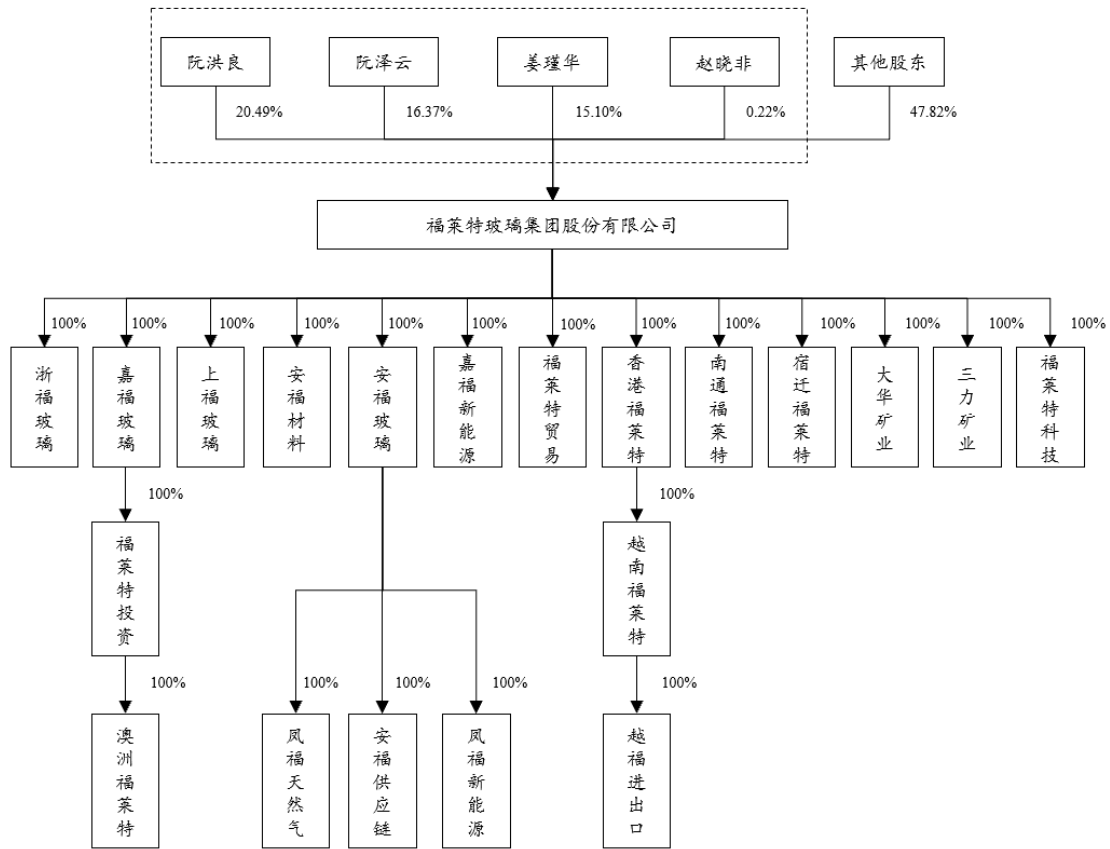 阮洪良
阮泽云
姜瑾华
赵晓非
其他股东
20.49%
16.37%
15.10%
0.22%
47.82%
福莱特玻璃集团股份有限公司
100%
100%
100%
100%
100%
100%
100%
100%
100%
100%
100%
100%
100%
浙福玻璃
嘉福玻璃
上福玻璃
安福材料
安福玻璃
嘉福新能源
福莱特贸易
香港福莱特
南通福莱特
宿迁福莱特
大华矿业
三力矿业
福莱特科技
100%
100%
福莱特投资
越南福莱特
100%
100%
100%
100%
100%
澳洲福莱特
凤福天然气
安福供应链
凤福新能源
越福进出口